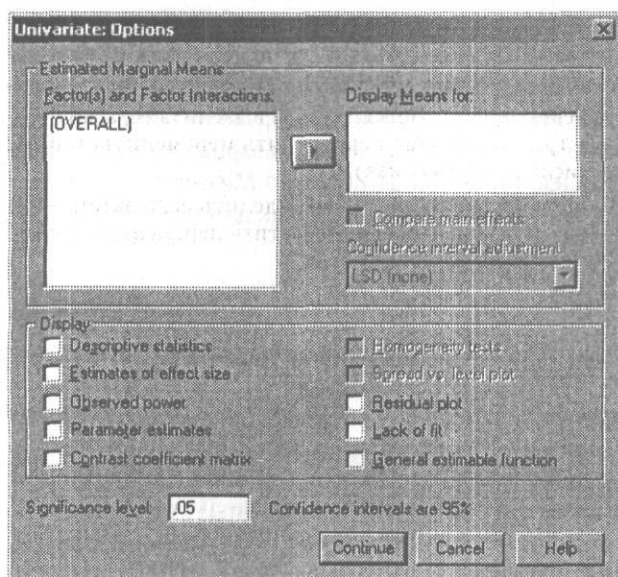 Univariate: Options
Estimated Marginal Means
Factor(s) and Factor Interactions:
(OVERALL)
Display Means for:
Compare main effects
Confidence interval adjustment
LSD (none)
Display
Descriptive statistics
Estimates of effect size
Observed power
Parameter estimates
Contrast coefficient matrix
Homogeneity tests
Spread vs. level plot
Residual plot
Lack of fit
General estimable function
Significance level:
,05
Confidence intervals are 95%
Continue
Cancel
Help